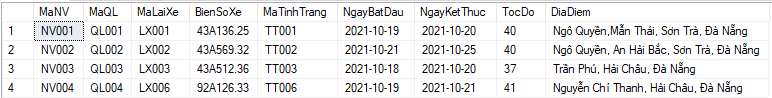 MaNV MaQL MaLaiXe BienSoXe MaTinhTrang NgayBatDau NgayKetThuc TocDo DiaDiem
1 NV001 QL001 LX001 43A136.25 TT001 2021-10-19 2021-10-20 40 Ngô Quyền,Mẫn Thái, Sơn Trà, Đà Nẵng
2 NV002 QL002 LX002 43A569.32 TT002 2021-10-21 2021-10-25 40 Ngô Quyền, An Hải Bắc, Sơn Trà, Đà Nẵng
3 NV003 QL003 LX003 43A512.36 TT003 2021-10-18 2021-10-20 37 Trần Phú, Hải Châu, Đà Nẵng
4 NV004 QL004 LX006 92A126.33 TT006 2021-10-19 2021-10-21 41 Nguyễn Chí Thanh, Hải Châu, Đà Nẵng